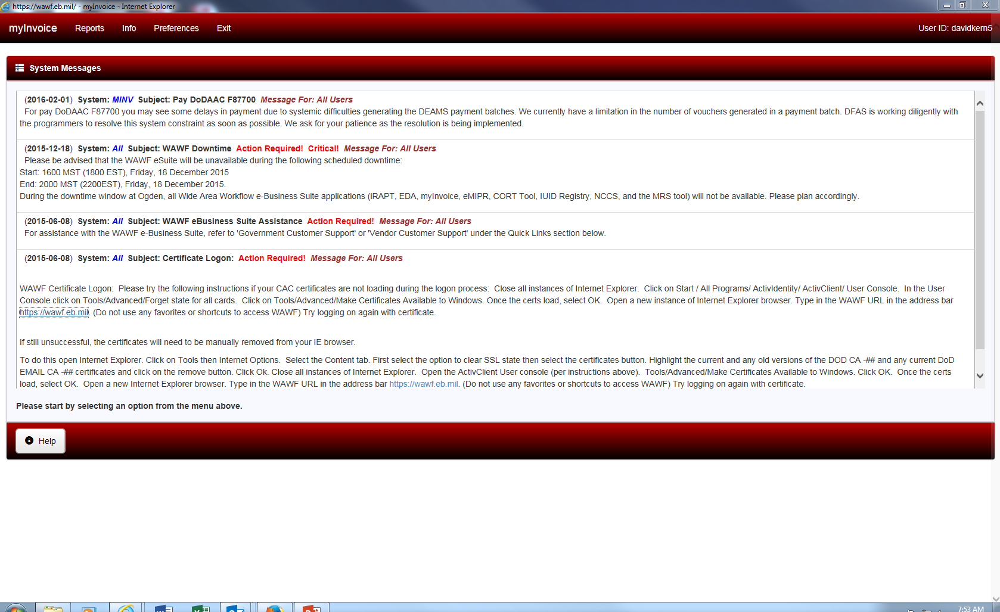 https://wawf.eb.mil/ - myInvoice - Internet Explorer
myInvoice Reports Info Preferences Exit User ID: davidkern5
System Messages
(2016-02-01) System: MINV Subject: Pay DoDAAC F87700 Message For: All Users
For pay DoDAAC F87700 you may see some delays in payment due to systemic difficulties generating the DEAMS payment batches. We currently have a limitation in the number of vouchers generated in a payment batch. DFAS is working diligently with
the programmers to resolve this system constraint as soon as possible. We ask for your patience as the resolution is being implemented.
(2015-12-18) System: All Subject: WAWF Downtime Action Required! Critical! Message For: All Users
Please be advised that the WAWF eSuite will be unavailable during the following scheduled downtime:
Start: 1600 MST (1800 EST), Friday, 18 December 2015
End: 2000 MST (2200EST), Friday, 18 December 2015.
During the downtime window at Ogden, all Wide Area Workflow e-Business Suite applications (iRAPT, EDA, myInvoice, eMIPR, CORT Tool, IUID Registry, NCCS, and the MRS tool) will not be available. Please plan accordingly.
(2015-06-08) System: All Subject: WAWF eBusiness Suite Assistance Action Required! Message For: All Users
For assistance with the WAWF e-Business Suite, refer to 'Government Customer Support' or 'Vendor Customer Support' under the Quick Links section below.
(2015-06-08) System: All Subject: Certificate Logon: Action Required! Message For: All Users
WAWF Certificate Logon: Please try the following instructions if your CAC certificates are not loading during the logon process: Close all instances of Internet Explorer. Click on Start / All Programs/ ActivIdentity/ ActivClient/ User Console. In the User
Console click on Tools/Advanced/Forget state for all cards. Click on Tools/Advanced/Make Certificates Available to Windows. Once the certs load, select OK. Open a new instance of Internet Explorer browser. Type in the WAWF URL in the address bar
https://wawf.eb.mil. (Do not use any favorites or shortcuts to access WAWF) Try logging on again with certificate.
If still unsuccessful, the certificates will need to be manually removed from your IE browser.
To do this open Internet Explorer. Click on Tools then Internet Options. Select the Content tab. First select the option to clear SSL state then select the certificates button. Highlight the current and any old versions of the DOD CA -## and any current DoD
EMAIL CA -## certificates and click on the remove button. Click Ok. Close all instances of Internet Explorer. Open the ActivClient User console (per instructions above). Tools/Advanced/Make Certificates Available to Windows. Click OK. Once the certs
load, select OK. Open a new Internet Explorer browser. Type in the WAWF URL in the address bar https://wawf.eb.mil. (Do not use any favorites or shortcuts to access WAWF) Try logging on again with certificate.
Please start by selecting an option from the menu above.
Help
7:53 AM